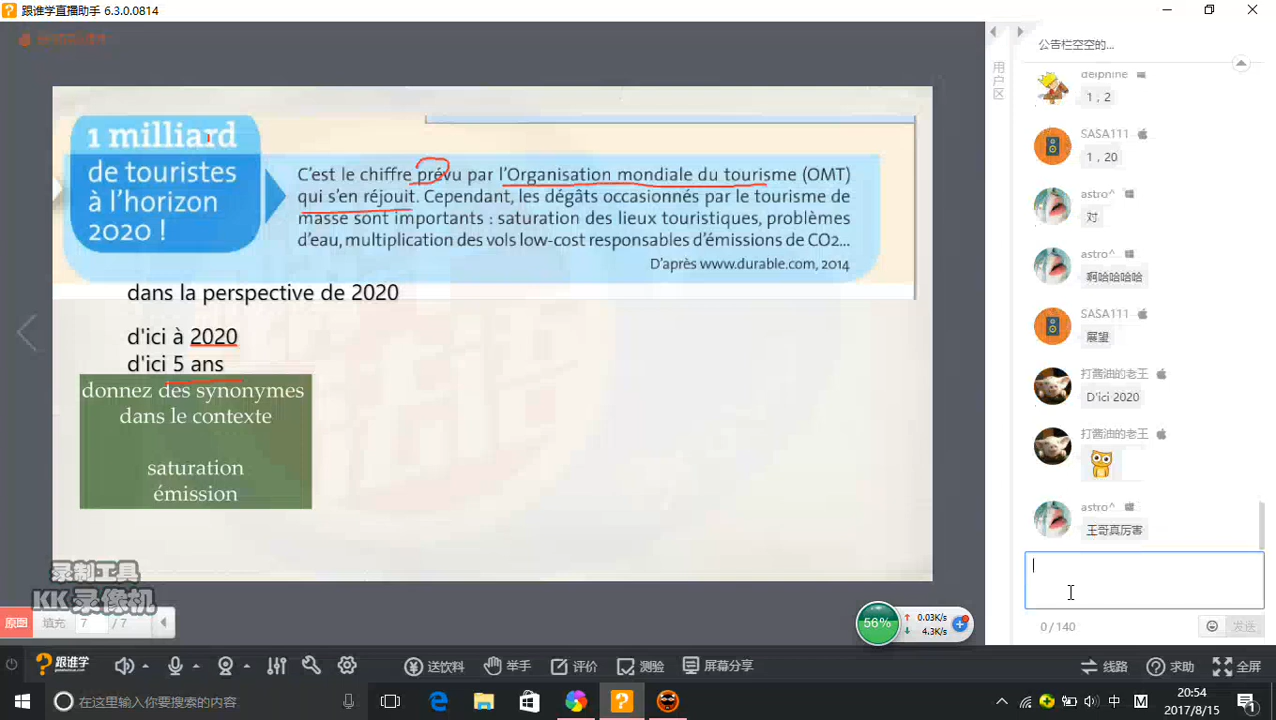 跟谁学直播助手 6.3.0.0814
公告栏空空的...
用户区
1 milliard
de touristes
à l'horizon
2020 !
C'est le chiffre prévu par l'Organisation mondiale du tourisme (OMT)
qui s'en réjouit. Cependant, les dégâts occasionnés par le tourisme de
masse sont importants : saturation des lieux touristiques, problèmes
d'eau, multiplication des vols low-cost responsables d'émissions de CO2...
D'après www.durable.com, 2014
dans la perspective de 2020
d'ici à 2020
d'ici 5 ans
donnez des synonymes
dans le contexte
saturation
émission
录制工具
KK 录像机
原图 填充 7 / 7
delphine
1，2
SASA111
1，20
astro^
对
astro^
啊哈哈哈哈
SASA111
展望
打酱油的老王
D'ici 2020
打酱油的老王
astro^
王哥真厉害
0 / 140
发送
56%
0.03K/s
4.3K/s
跟谁学
送饮料
举手
评价
测验
屏幕分享
线路
求助
全屏
在这里输入你要搜索的内容
中
M
20:54
2017/8/15
1